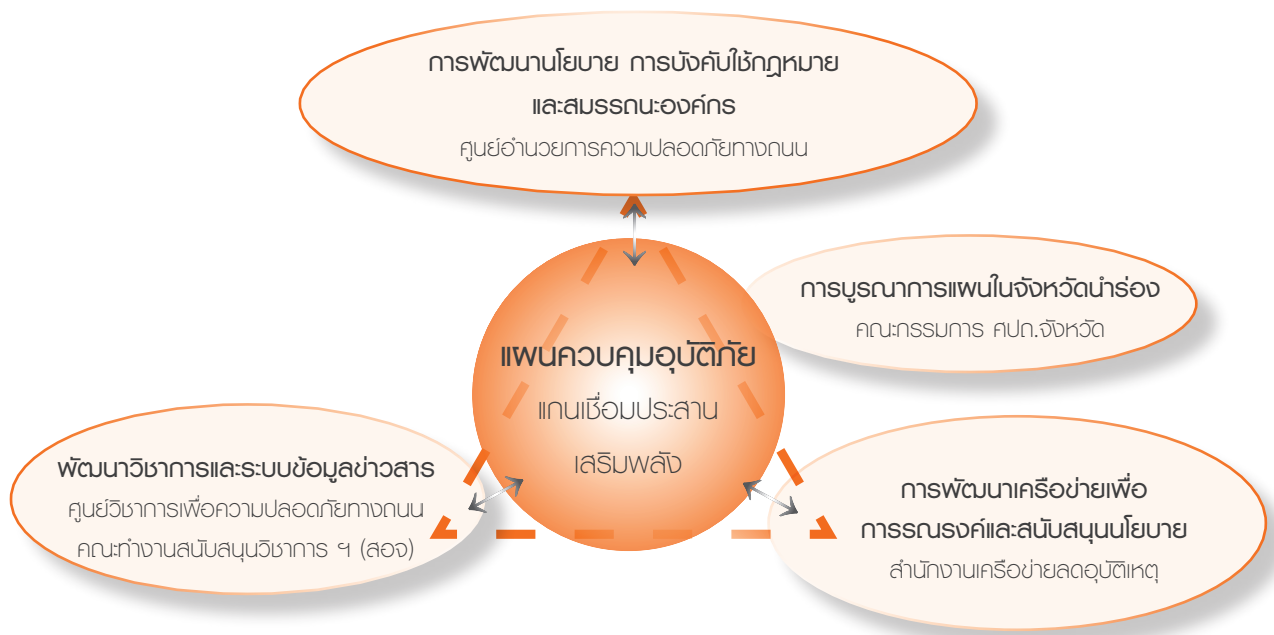 การพัฒนานโยบาย การบังคับใช้กฎหมาย
และสมรรถนะองค์กร
ศูนย์อำนวยการความปลอดภัยทางถนน
การบูรณาการแผนในจังหวัดนำร่อง
คณะกรรมการ ศปถ.จังหวัด
แผนควบคุมอุบัติภัย
แกนเชื่อมประสาน
เสริมพลัง
พัฒนาวิชาการและระบบข้อมูลข่าวสาร
ศูนย์วิชาการเพื่อความปลอดภัยทางถนน
คณะทำงานสนับสนุนวิชาการ ฯ (สอจ)
การพัฒนาเครือข่ายเพื่อ
การรณรงค์และสนับสนุนนโยบาย
สำนักงานเครือข่ายลดอุบัติเหตุ